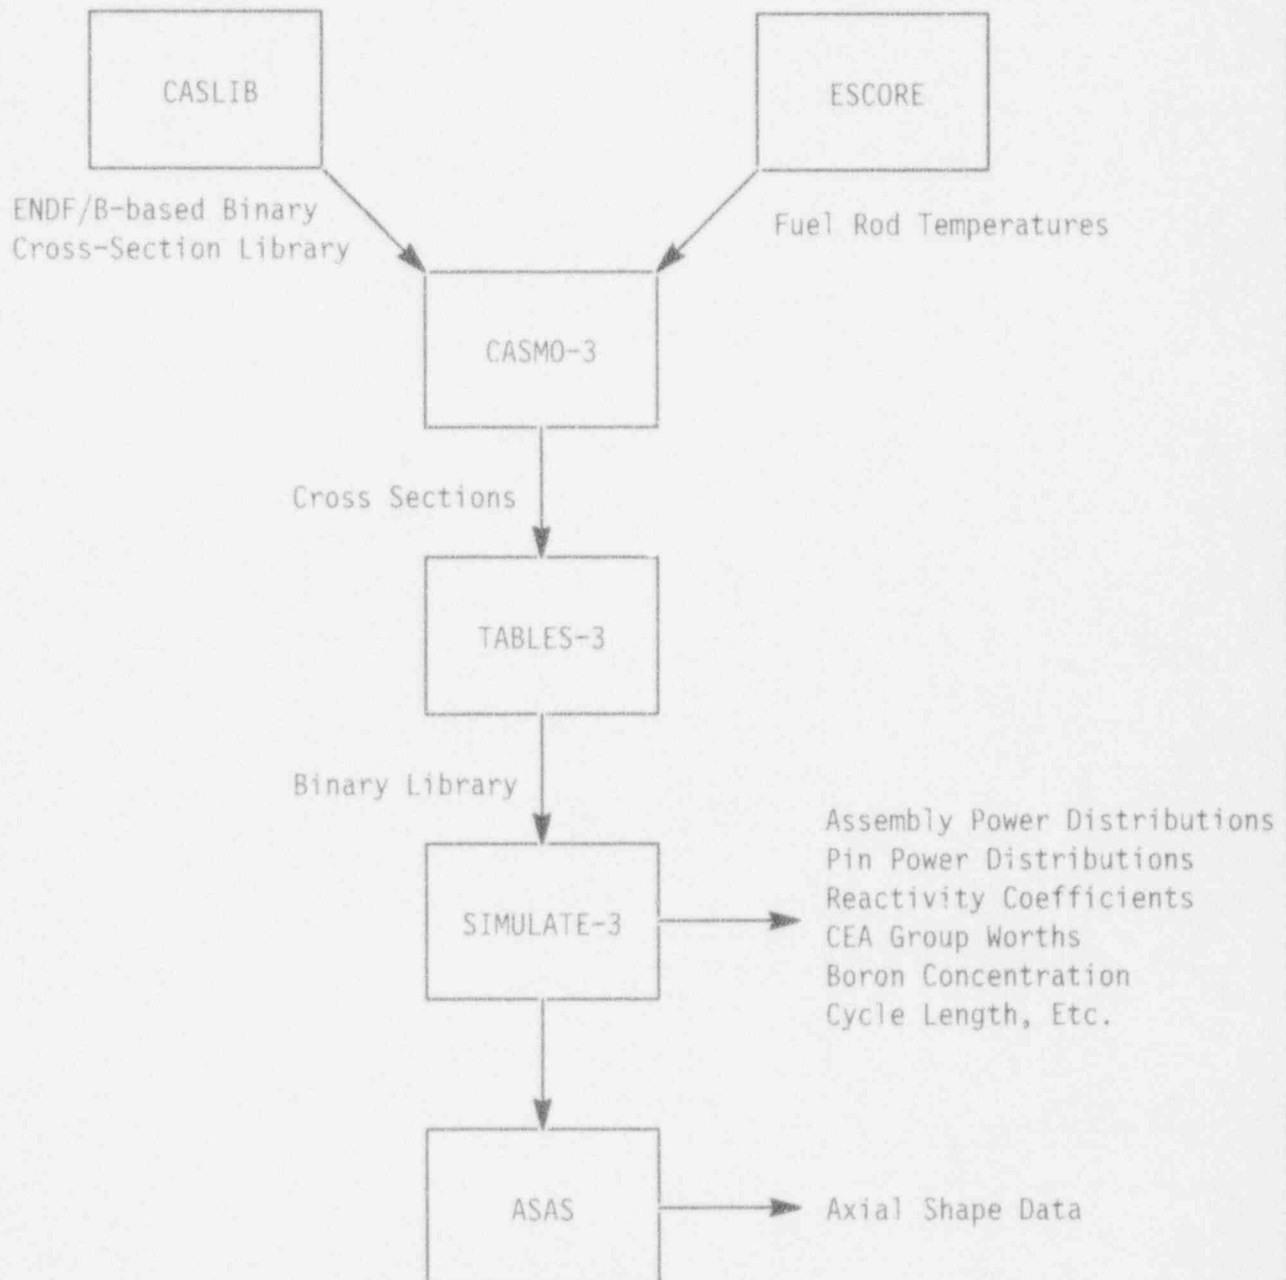 CASLIB
ESCORE
ENDF/B-based Binary
Cross-Section Library
Fuel Rod Temperatures
CASMO-3
Cross Sections
TABLES-3
Binary Library
SIMULATE-3
Assembly Power Distributions
Pin Power Distributions
Reactivity Coefficients
CEA Group Worths
Boron Concentration
Cycle Length, Etc.
ASAS
Axial Shape Data